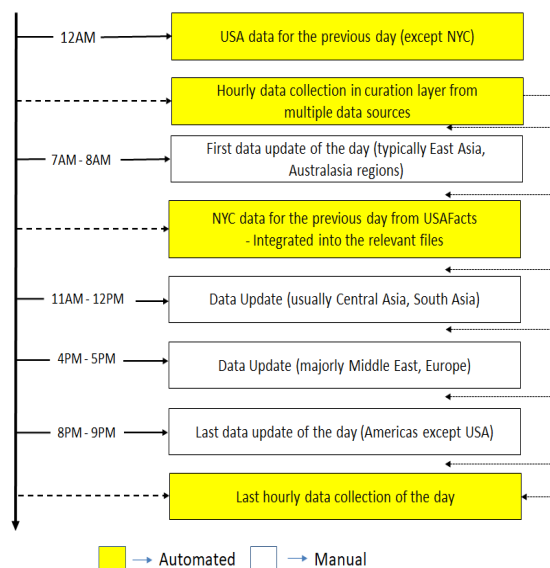 12AM
USA data for the previous day (except NYC)
Hourly data collection in curation layer from
multiple data sources
7AM - 8AM
First data update of the day (typically East Asia,
Australasia regions)
NYC data for the previous day from USAFacts
- Integrated into the relevant files
11AM - 12PM
Data Update (usually Central Asia, South Asia)
4PM - 5PM
Data Update (majorly Middle East, Europe)
8PM - 9PM
Last data update of the day (Americas except USA)
Last hourly data collection of the day
Automated
Manual